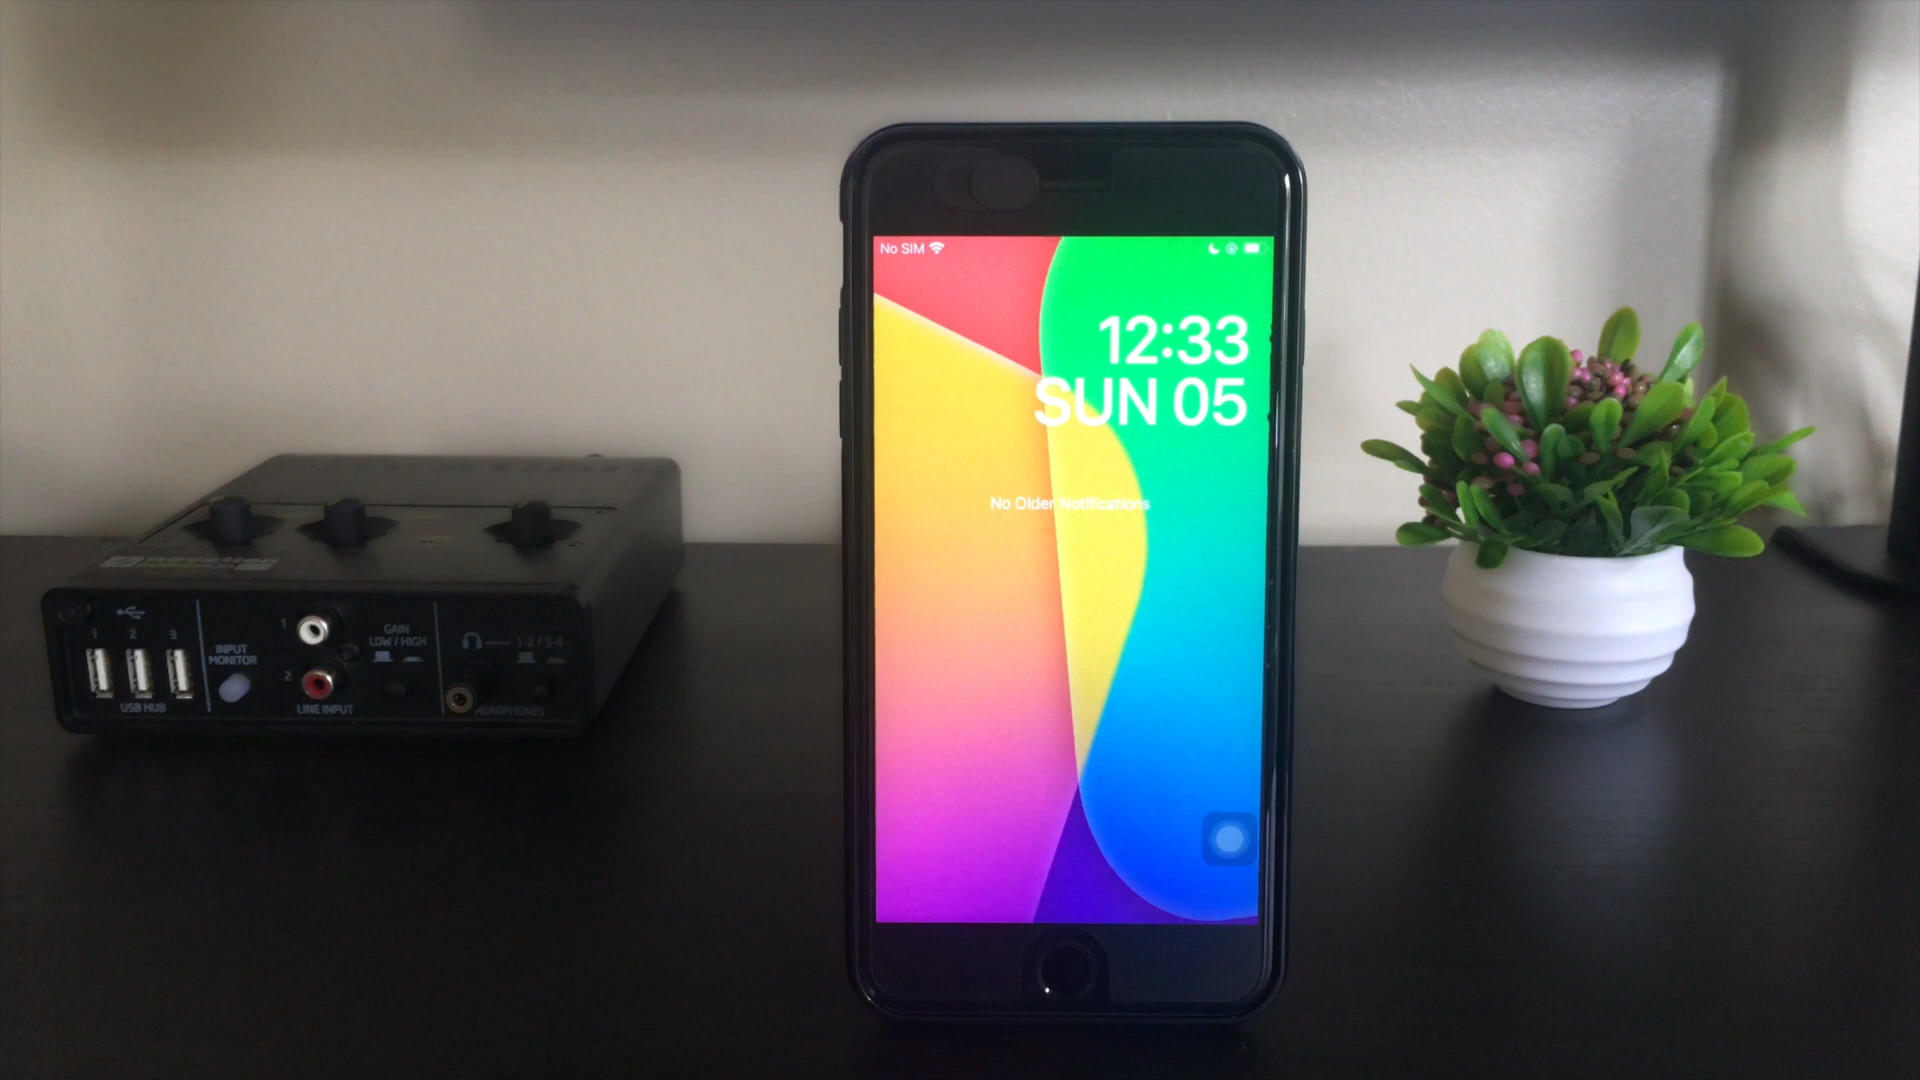 No SIM
12:33
SUN 05
No Older Notifications
novation
1 2 3
USB HUB
INPUT
MONITOR
1
2
LINE INPUT
GAIN
LOW / HIGH
1-2 / 3-4
HEADPHONES